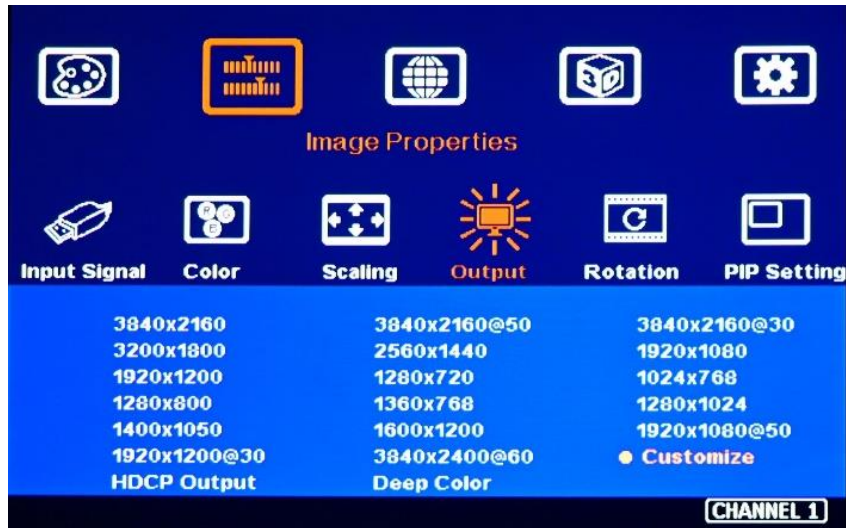 3D
Image Properties
R G B
Input Signal Color Scaling Output Rotation PIP Setting
3840x2160 3840x2160@50 3840x2160@30
3200x1800 2560x1440 1920x1080
1920x1200 1280x720 1024x768
1280x800 1360x768 1280x1024
1400x1050 1600x1200 1920x1080@50
1920x1200@30 3840x2400@60 Customize
HDCP Output Deep Color
CHANNEL 1